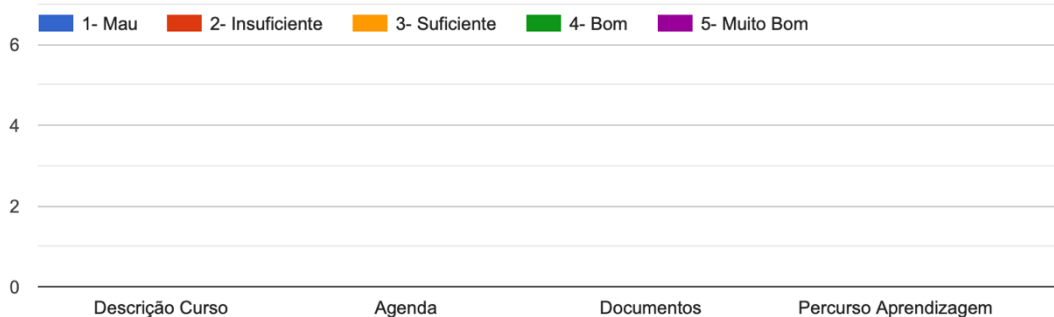 1- Mau 2- Insuficiente 3- Suficiente 4- Bom 5- Muito Bom
6
4
2
0
Descrição Curso Agenda Documentos Percurso Aprendizagem